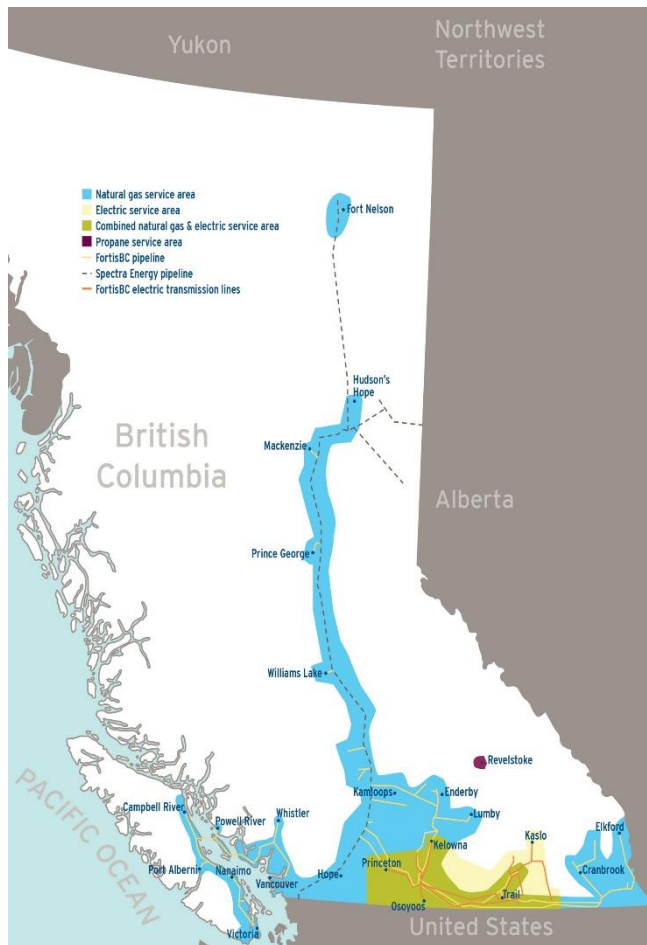 Yukon
Northwest
Territories
Natural gas service area
Electric service area
Combined natural gas & electric service area
Propane service area
FortisBC pipeline
Spectra Energy pipeline
FortisBC electric transmission lines
Fort Nelson
Hudson's
Hope
British
Columbia
Mackenzie
Alberta
Prince George
Williams Lake
Revelstoke
PACIFIC OCEAN
Campbell River
Powell River
Whistler
Kamloops
Enderby
Lumby
Elkford
Kaslo
Kelowna
Port Alberni
Nanaimo
Vancouver
Hope
Princeton
Cranbrook
Trail
Osoyoos
Victoria
United States